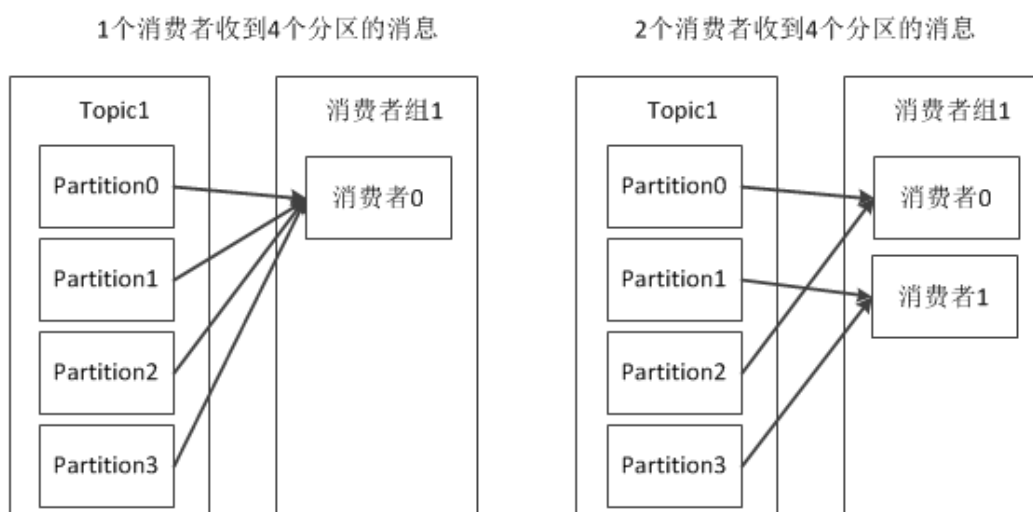 1个消费者收到4个分区的消息
Topic1
消费者组1
Partition0
消费者0
Partition1
Partition2
Partition3
2个消费者收到4个分区的消息
Topic1
消费者组1
Partition0
消费者0
Partition1
消费者1
Partition2
Partition3